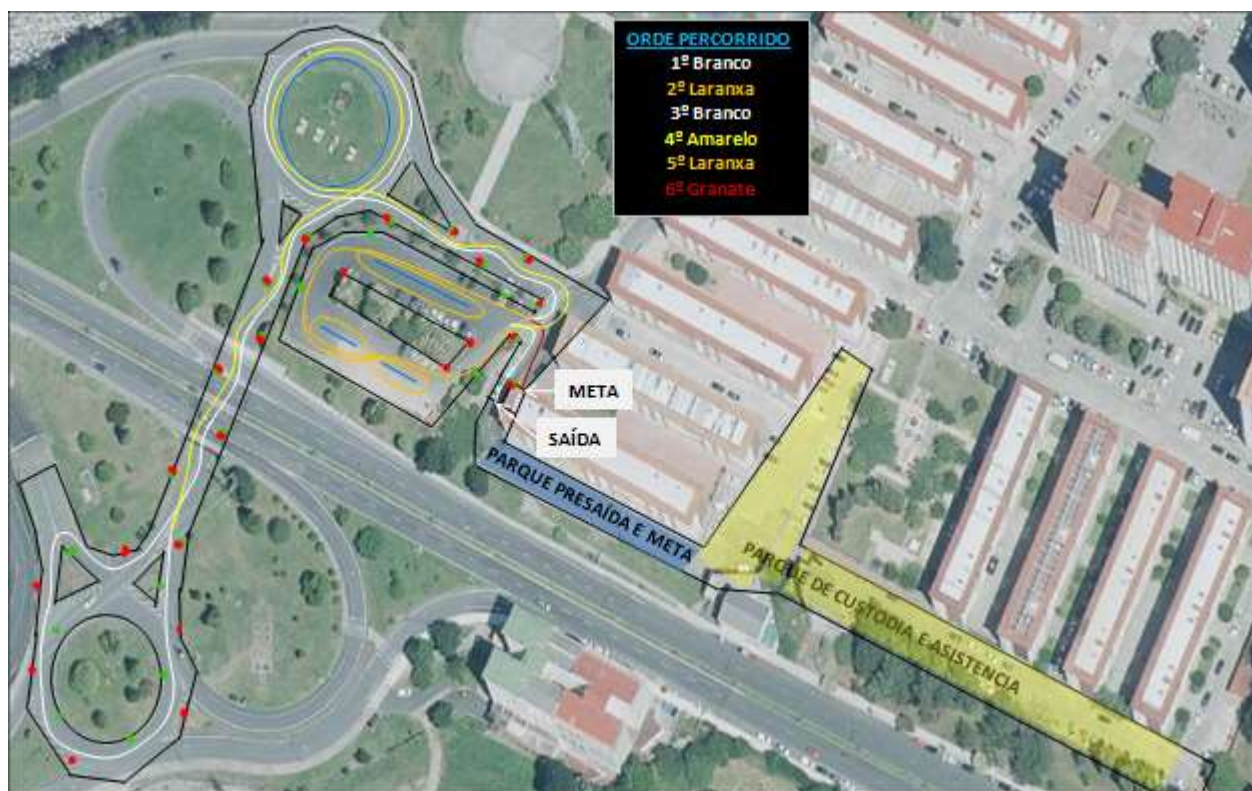 ORDE PERCORRIDO
1º Branco
2º Laranxa
3º Branco
4º Amarelo
5º Laranxa
6º Granate
META
SAÍDA
PARQUE PRESAÍDA E META
PARQUE DE CUSTODIA E ASISTENCIA